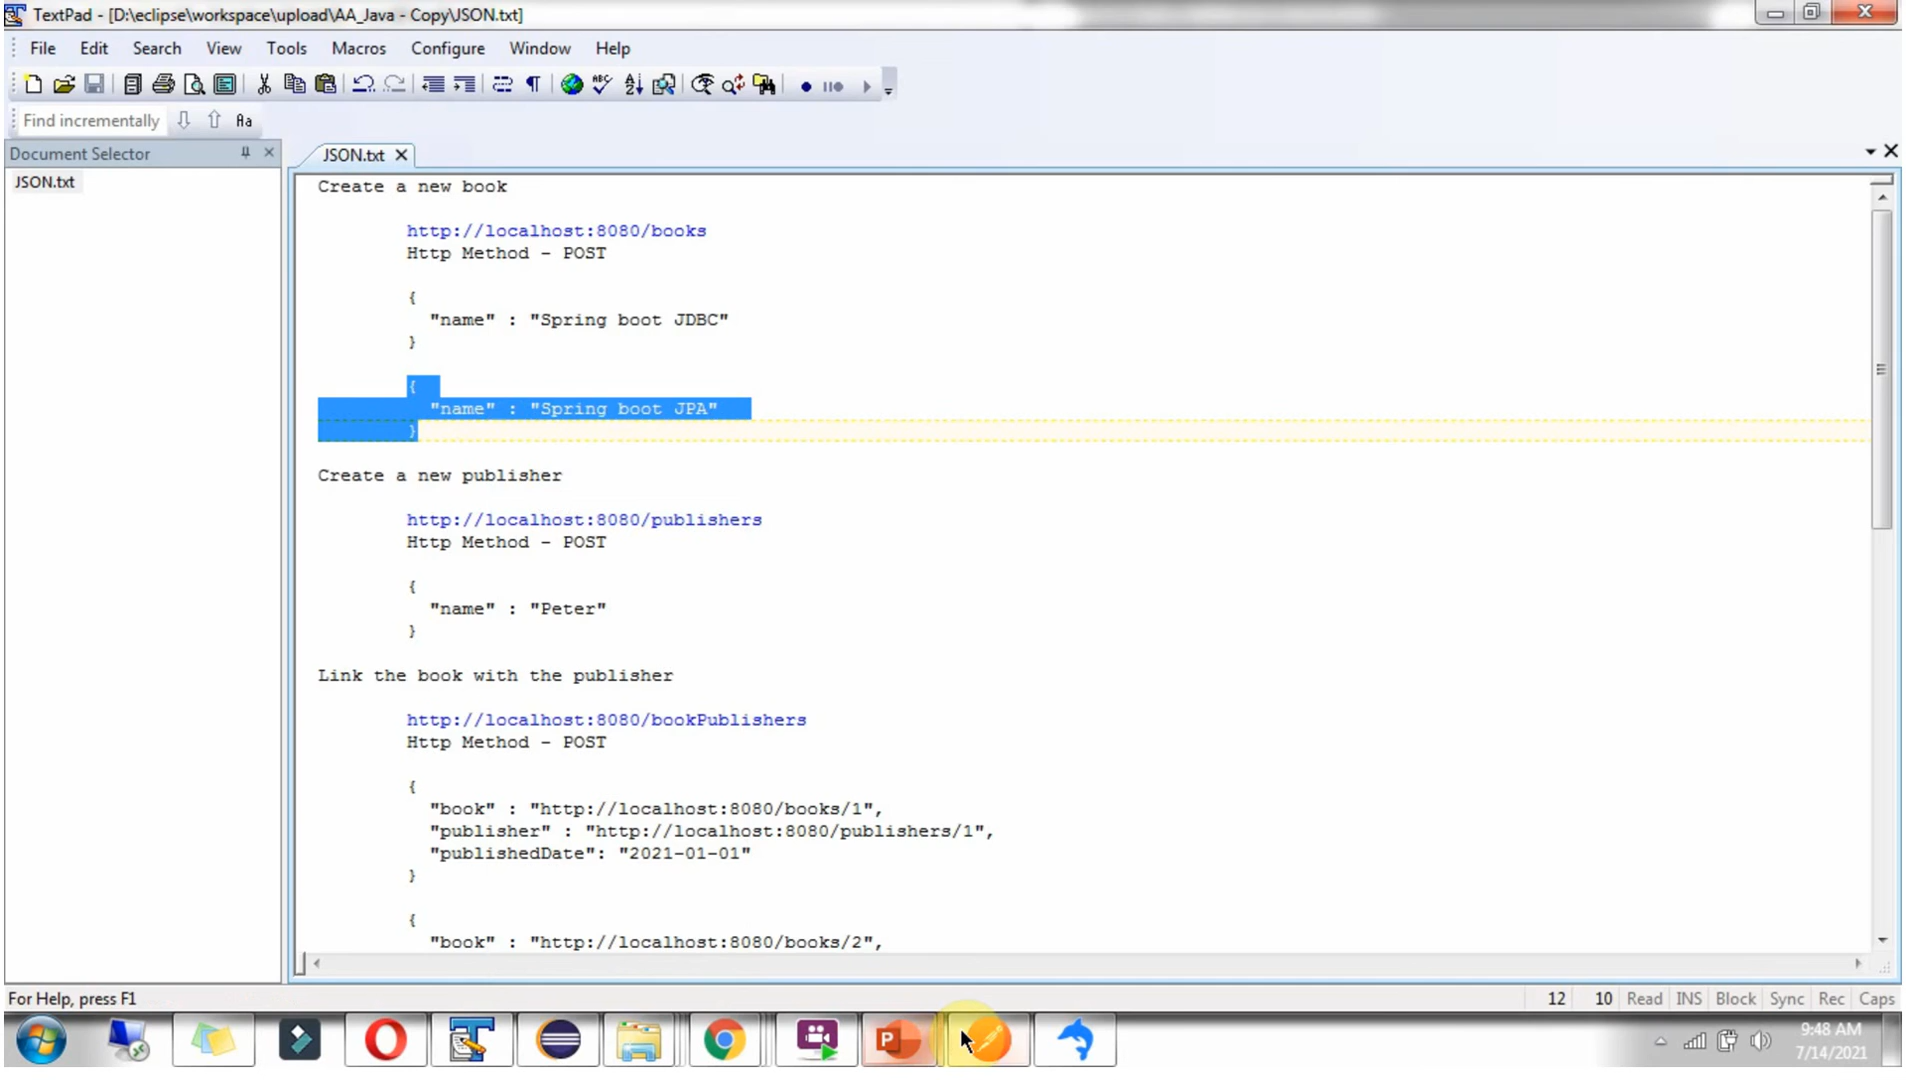 TextPad - [D:\eclipse\workspace\upload\AA_Java - Copy\JSON.txt]
File Edit Search View Tools Macros Configure Window Help
Find incrementally
Document Selector
JSON.txt
JSON.txt
Create a new book
http://localhost:8080/books
Http Method - POST
{
"name" : "Spring boot JDBC"
}
{
"name" : "Spring boot JPA"
}
Create a new publisher
http://localhost:8080/publishers
Http Method - POST
{
"name" : "Peter"
}
Link the book with the publisher
http://localhost:8080/bookPublishers
Http Method - POST
{
"book" : "http://localhost:8080/books/1",
"publisher" : "http://localhost:8080/publishers/1",
"publishedDate": "2021-01-01"
}
{
"book" : "http://localhost:8080/books/2",
For Help, press F1
12 10 Read INS Block Sync Rec Caps
9:48 AM
7/14/2021